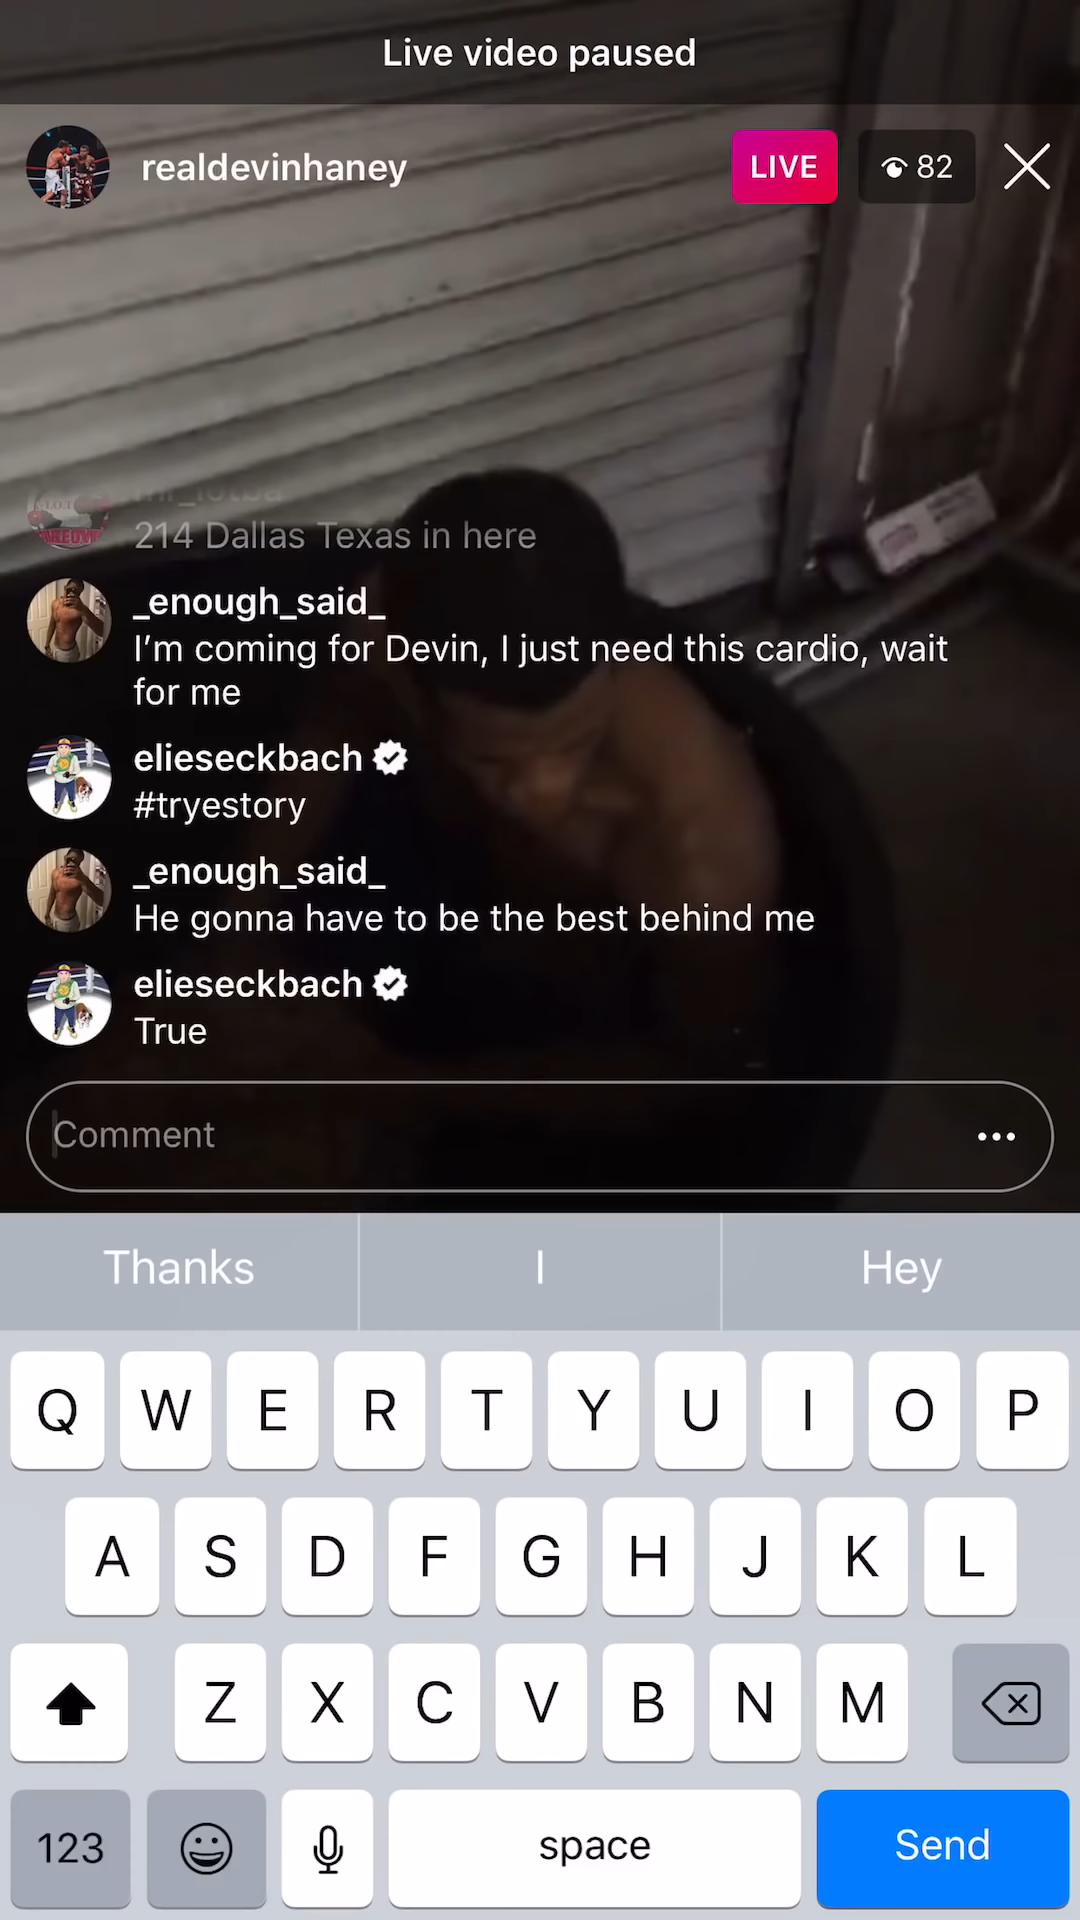 Live video paused
realdevinhaney
LIVE
82
214 Dallas Texas in here
_enough_said_
I’m coming for Devin, I just need this cardio, wait
for me
elieseckbach
#tryestory
_enough_said_
He gonna have to be the best behind me
elieseckbach
True
Comment
Thanks I Hey
Q W E R T Y U I O P
A S D F G H J K L
Z X C V B N M
123 space Send